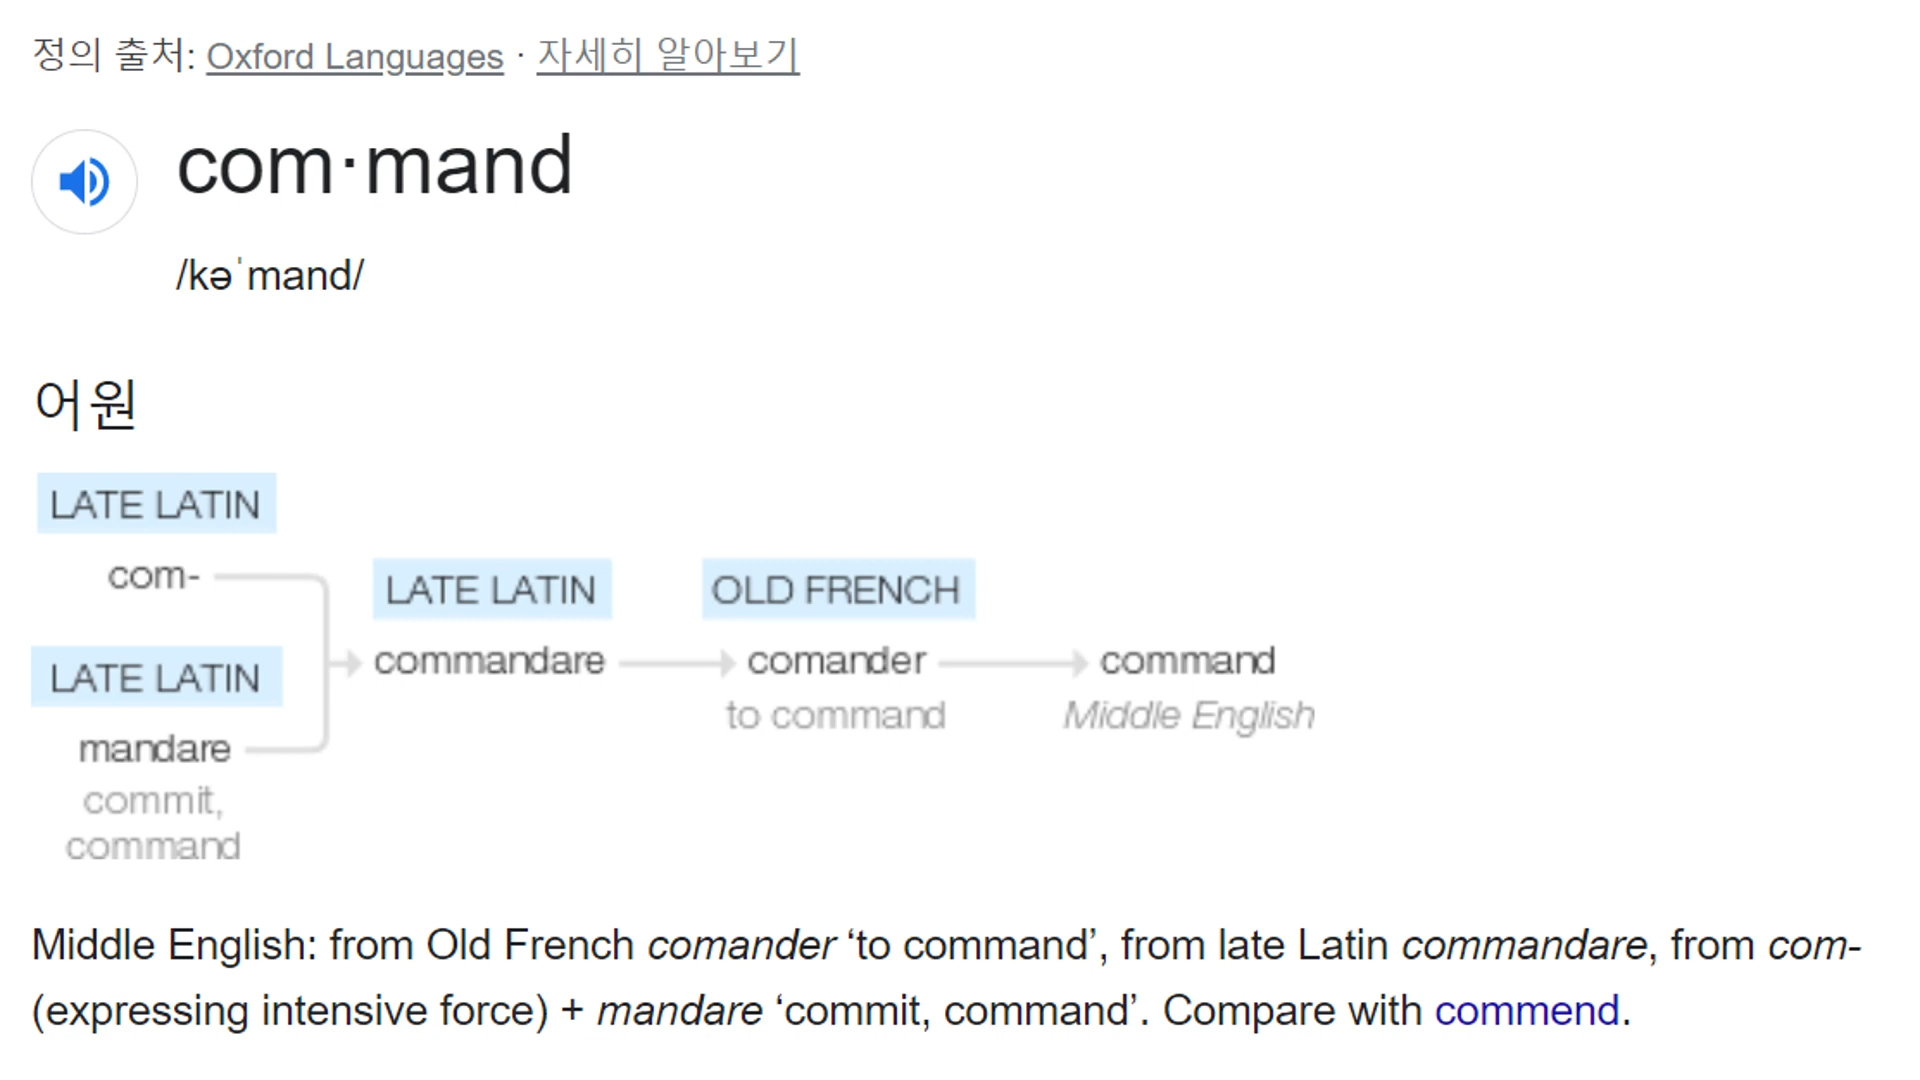 정의 출처: Oxford Languages · 자세히 알아보기
com·mand
/kəˈmand/
어원
LATE LATIN
com-
LATE LATIN
mandare
commit,
command
LATE LATIN
commandare
OLD FRENCH
comander
to command
command
Middle English
Middle English: from Old French comander ‘to command’, from late Latin commandare, from com-
(expressing intensive force) + mandare ‘commit, command’. Compare with commend.